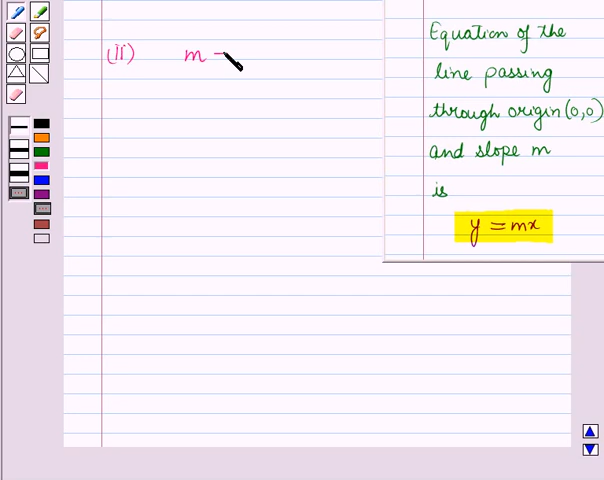 (ii) m -
Equation of the
line passing
through origin (0,0)
and slope m
is
y = mx